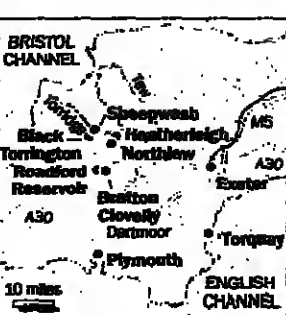 BRISTOL
CHANNEL
Torridge
Sheepwash
Black
Torrington
Heatherleigh
Northlew
M5
A30
Roadford
Reservoir
Exeter
Bratton
Clovelly
A30
Dartmoor
Torquay
Plymouth
10 miles
ENGLISH
CHANNEL